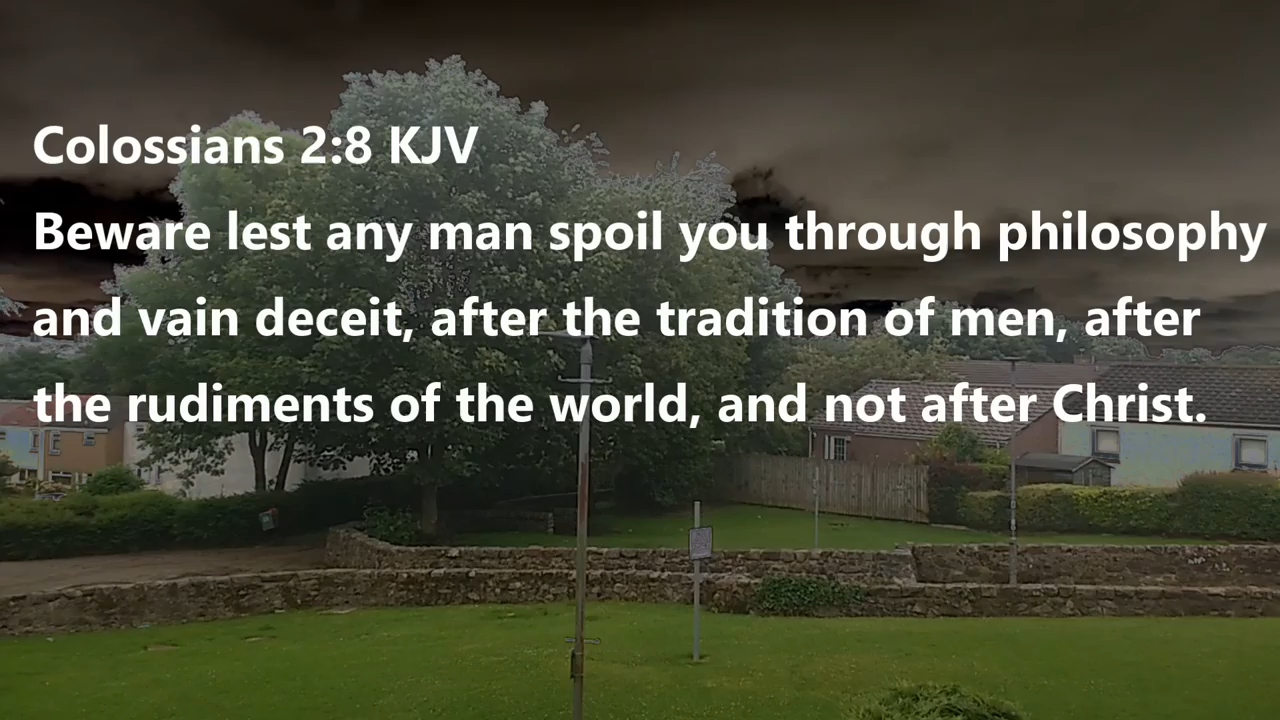 Colossians 2:8 KJV
Beware lest any man spoil you through philosophy
and vain deceit, after the tradition of men, after
the rudiments of the world, and not after Christ.